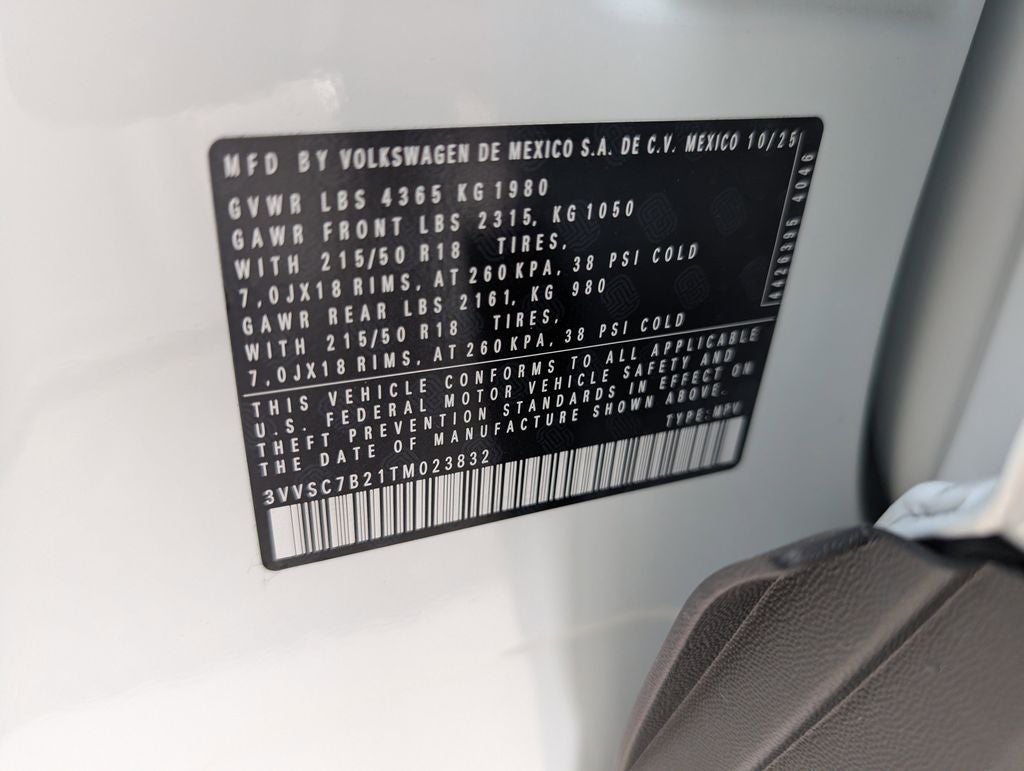 MFD BY VOLKSWAGEN DE MEXICO S.A. DE C.V. MEXICO 10/25
GVWR LBS 4365 KG 1980
GAWR FRONT LBS 2315, KG 1050
WITH 215/50 R18 TIRES,
7,0JX18 RIMS, AT 260 KPA, 38 PSI COLD
GAWR REAR LBS 2161, KG 980
WITH 215/50 R18 TIRES,
7,0JX18 RIMS, AT 260 KPA, 38 PSI COLD
4426395 4046
THIS VEHICLE CONFORMS TO ALL APPLICABLE
U.S. FEDERAL MOTOR VEHICLE SAFETY AND
THEFT PREVENTION STANDARDS IN EFFECT ON
THE DATE OF MANUFACTURE SHOWN ABOVE.
TYPE: MPV
3VVSC7B21TM023832